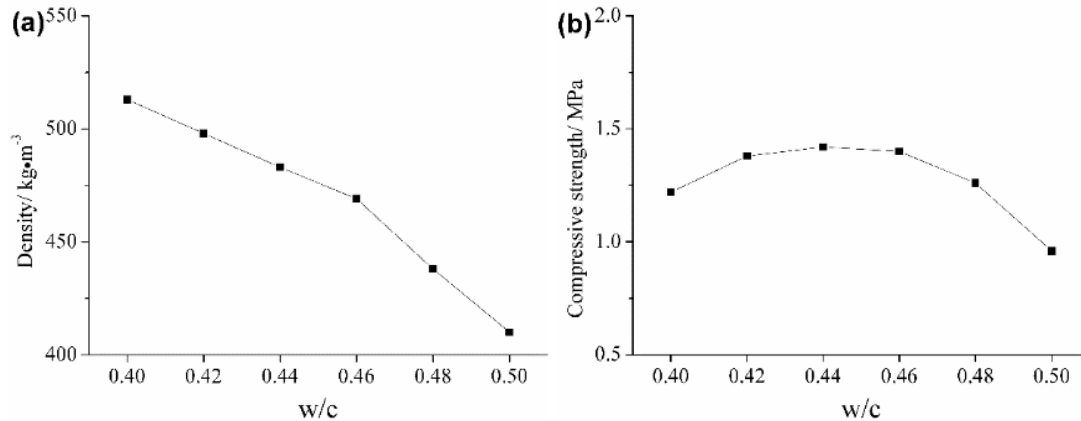 (a)
550
500
450
400
Density/ kg•m⁻³
0.40 0.42 0.44 0.46 0.48 0.50
w/c
(b)
2.0
1.5
1.0
0.5
Compressive strength/ MPa
0.40 0.42 0.44 0.46 0.48 0.50
w/c